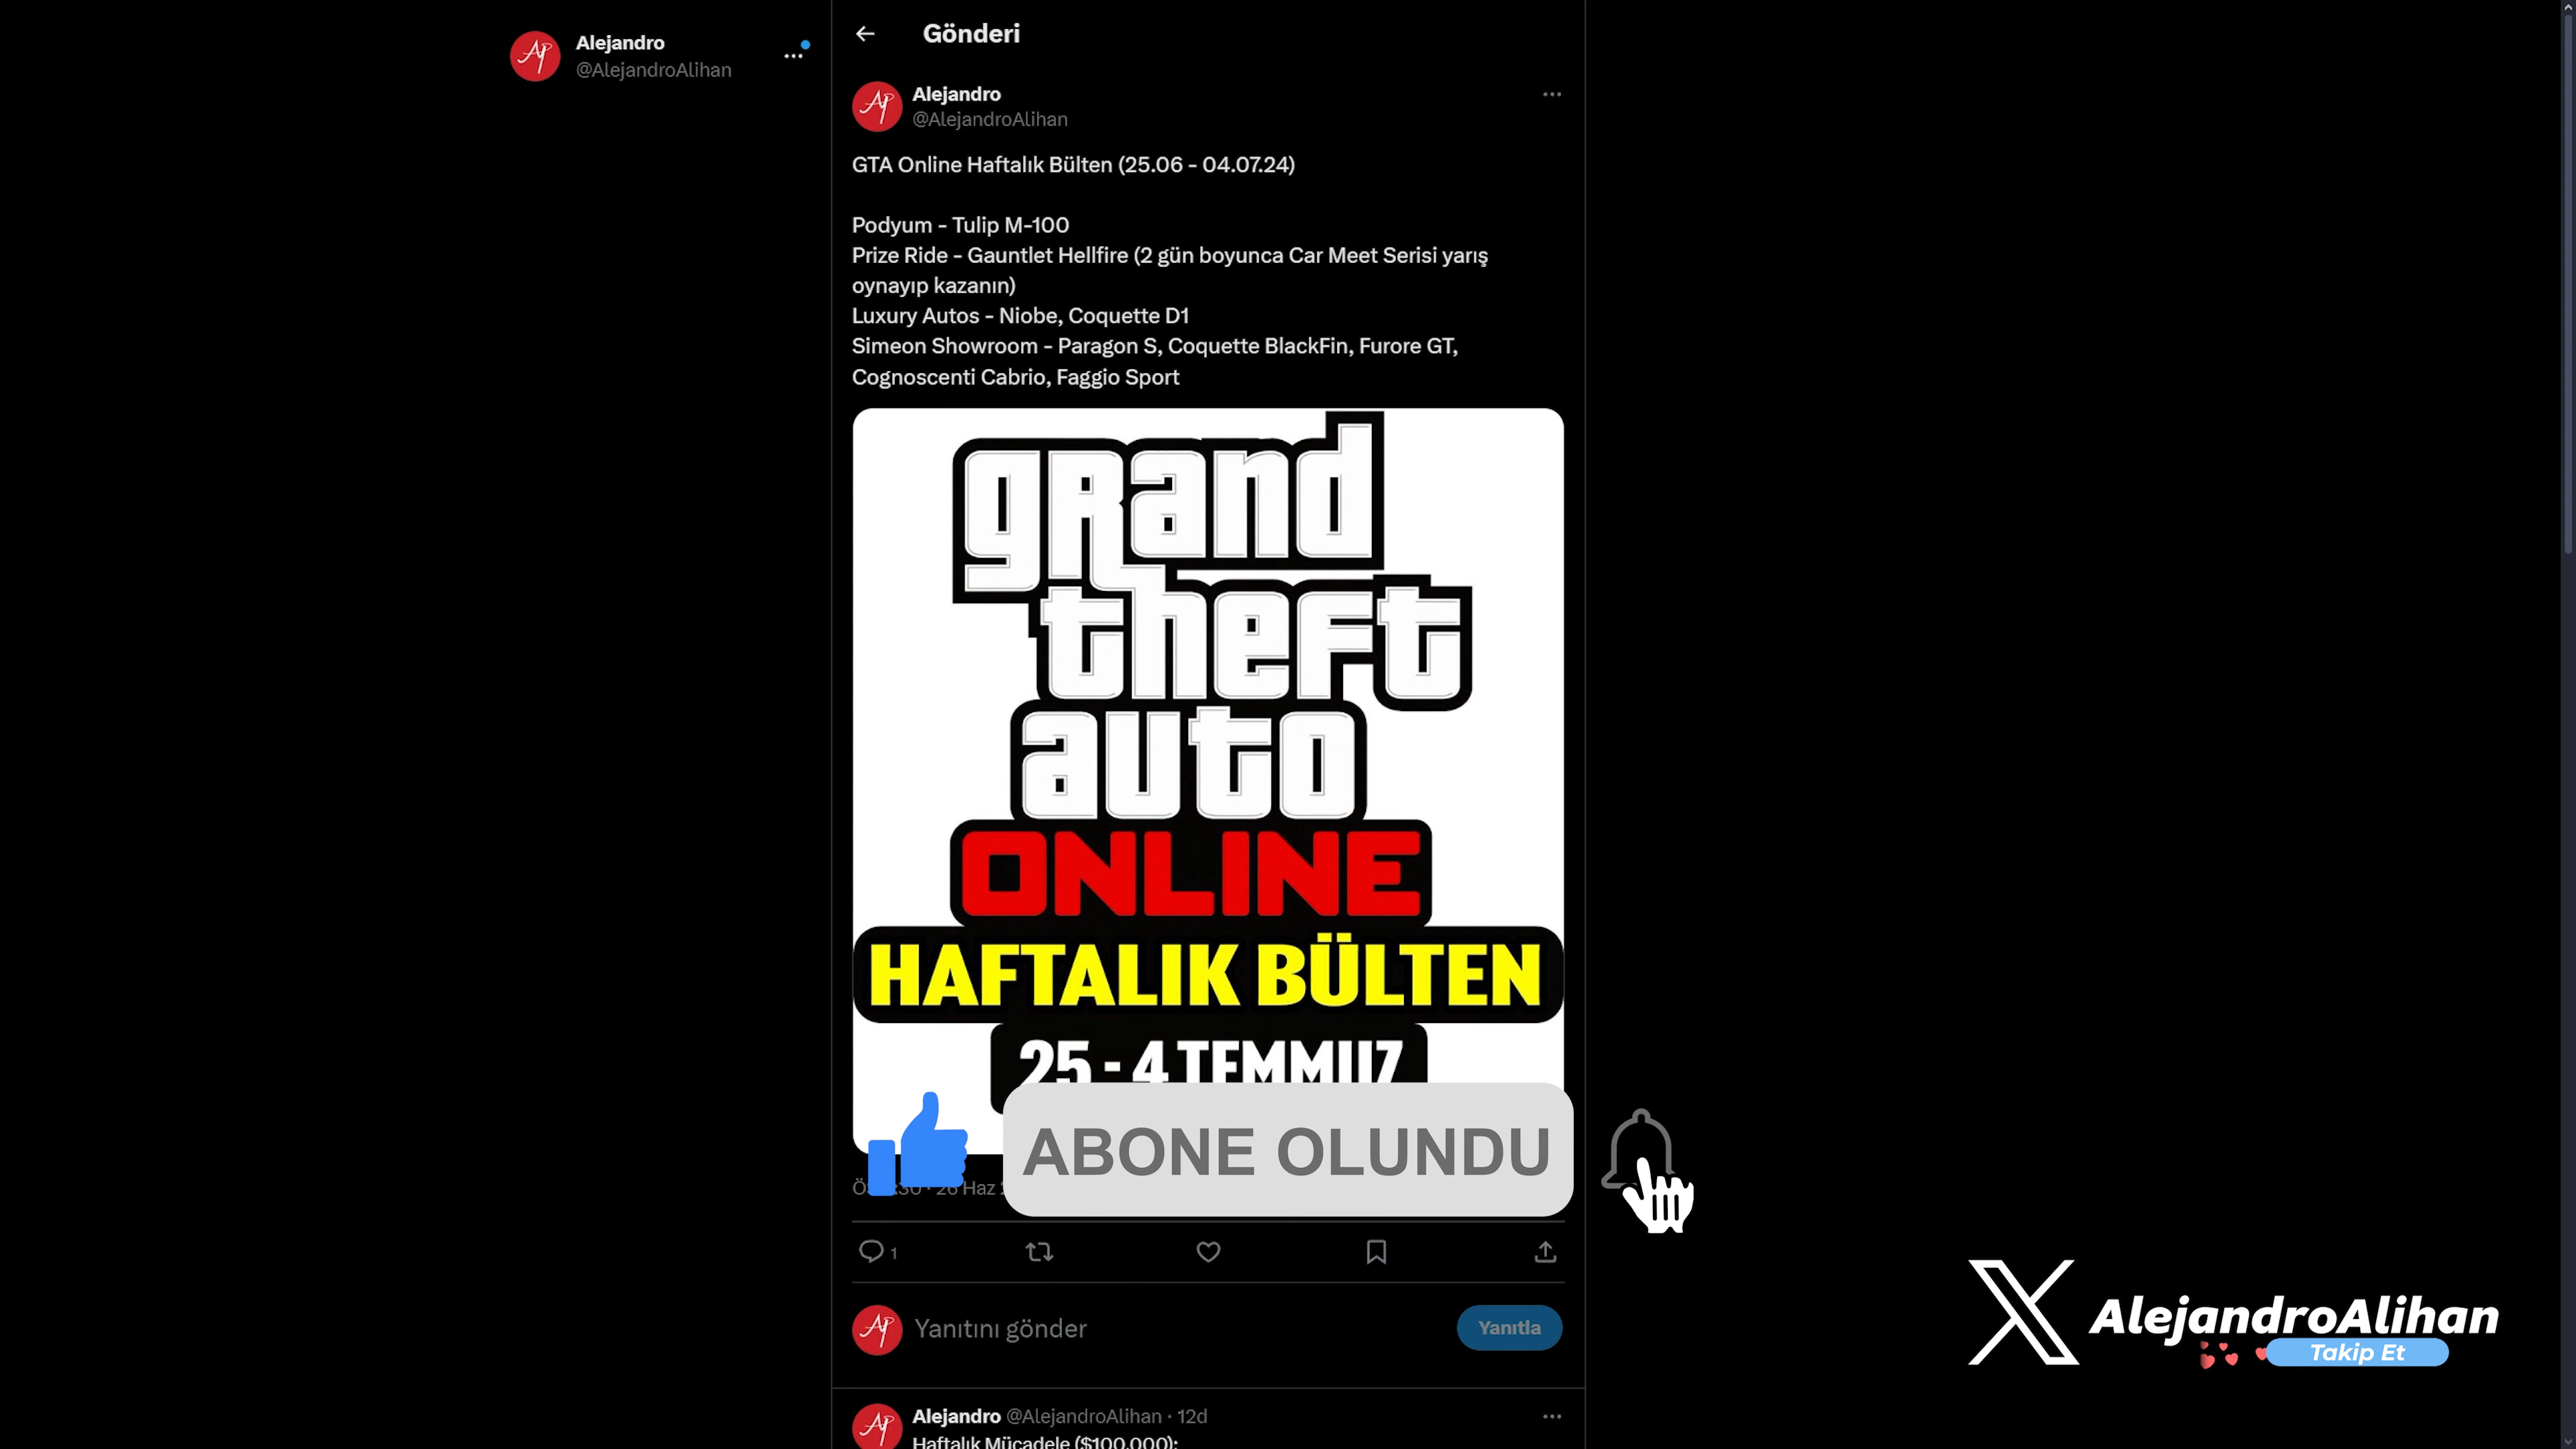 Alejandro
@AlejandroAlihan
Gönderi
Alejandro
@AlejandroAlihan
GTA Online Haftalık Bülten (25.06 - 04.07.24)
Podyum - Tulip M-100
Prize Ride - Gauntlet Hellfire (2 gün boyunca Car Meet Serisi yarış
oynayıp kazanın)
Luxury Autos - Niobe, Coquette D1
Simeon Showroom - Paragon S, Coquette BlackFin, Furore GT,
Cognoscenti Cabrio, Faggio Sport
grand
theft
auto
ONLINE
HAFTALIK BÜLTEN
25 - 4 TEMMUZ
ABONE OLUNDU
26 Haz
1
Yanıtını gönder
Yanıtla
AlejandroAlihan
Takip Et
Alejandro @AlejandroAlihan · 12d
Haftalık Mücadele ($100.000):